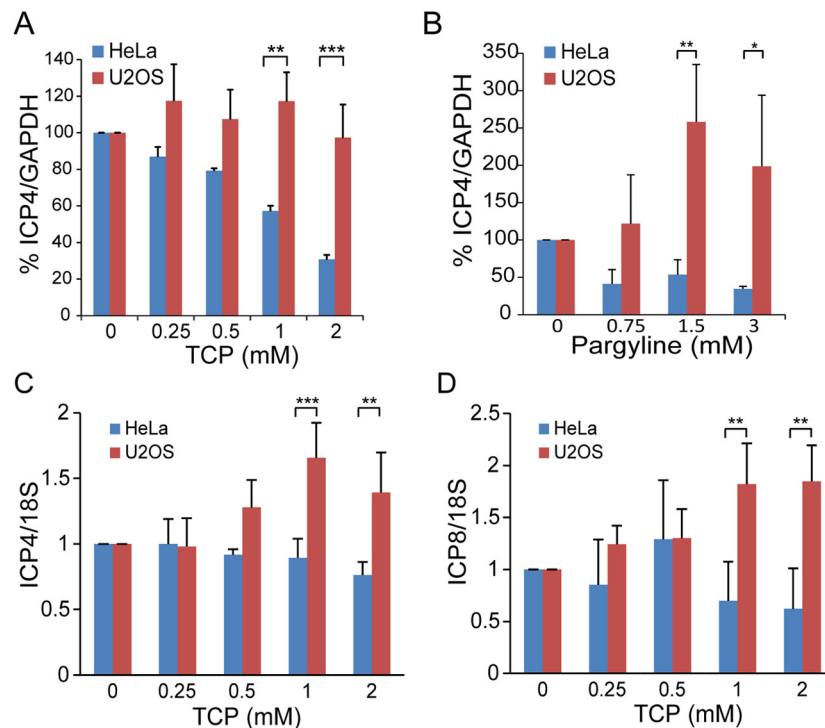 A
HeLa
U2OS
**
***
% ICP4/GAPDH
140
120
100
80
60
40
20
0
0 0.25 0.5 1 2
TCP (mM)
B
HeLa
U2OS
**
*
% ICP4/GAPDH
350
300
250
200
150
100
50
0
0 0.75 1.5 3
Pargyline (mM)
C
HeLa
U2OS
***
**
ICP4/18S
2
1.5
1
0.5
0
0 0.25 0.5 1 2
TCP (mM)
D
HeLa
U2OS
**
**
ICP8/18S
2.5
2
1.5
1
0.5
0
0 0.25 0.5 1 2
TCP (mM)